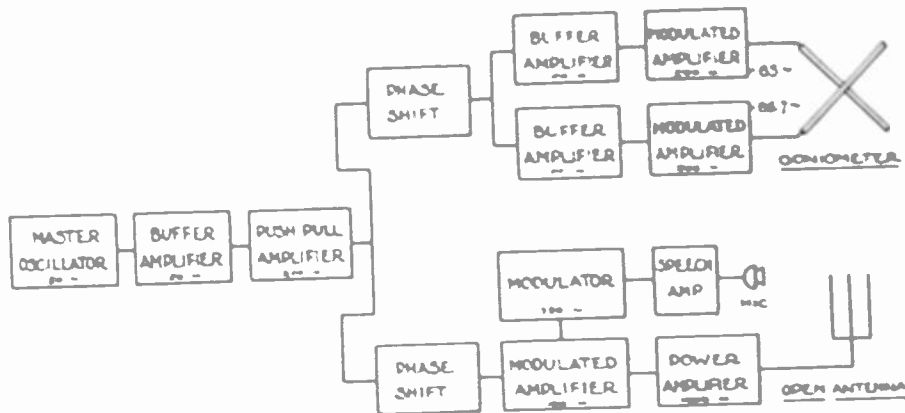 BUFFER
AMPLIFIER
MODULATED
AMPLIFIER
PHASE
SHIFT
BUFFER
AMPLIFIER
MODULATED
AMPLIFIER
GONIOMETER
MASTER
OSCILLATOR
BUFFER
AMPLIFIER
PUSH PULL
AMPLIFIER
MODULATOR
SPEECH
AMP
MIC
PHASE
SHIFT
MODULATED
AMPLIFIER
POWER
AMPLIFIER
OPEN ANTENNA